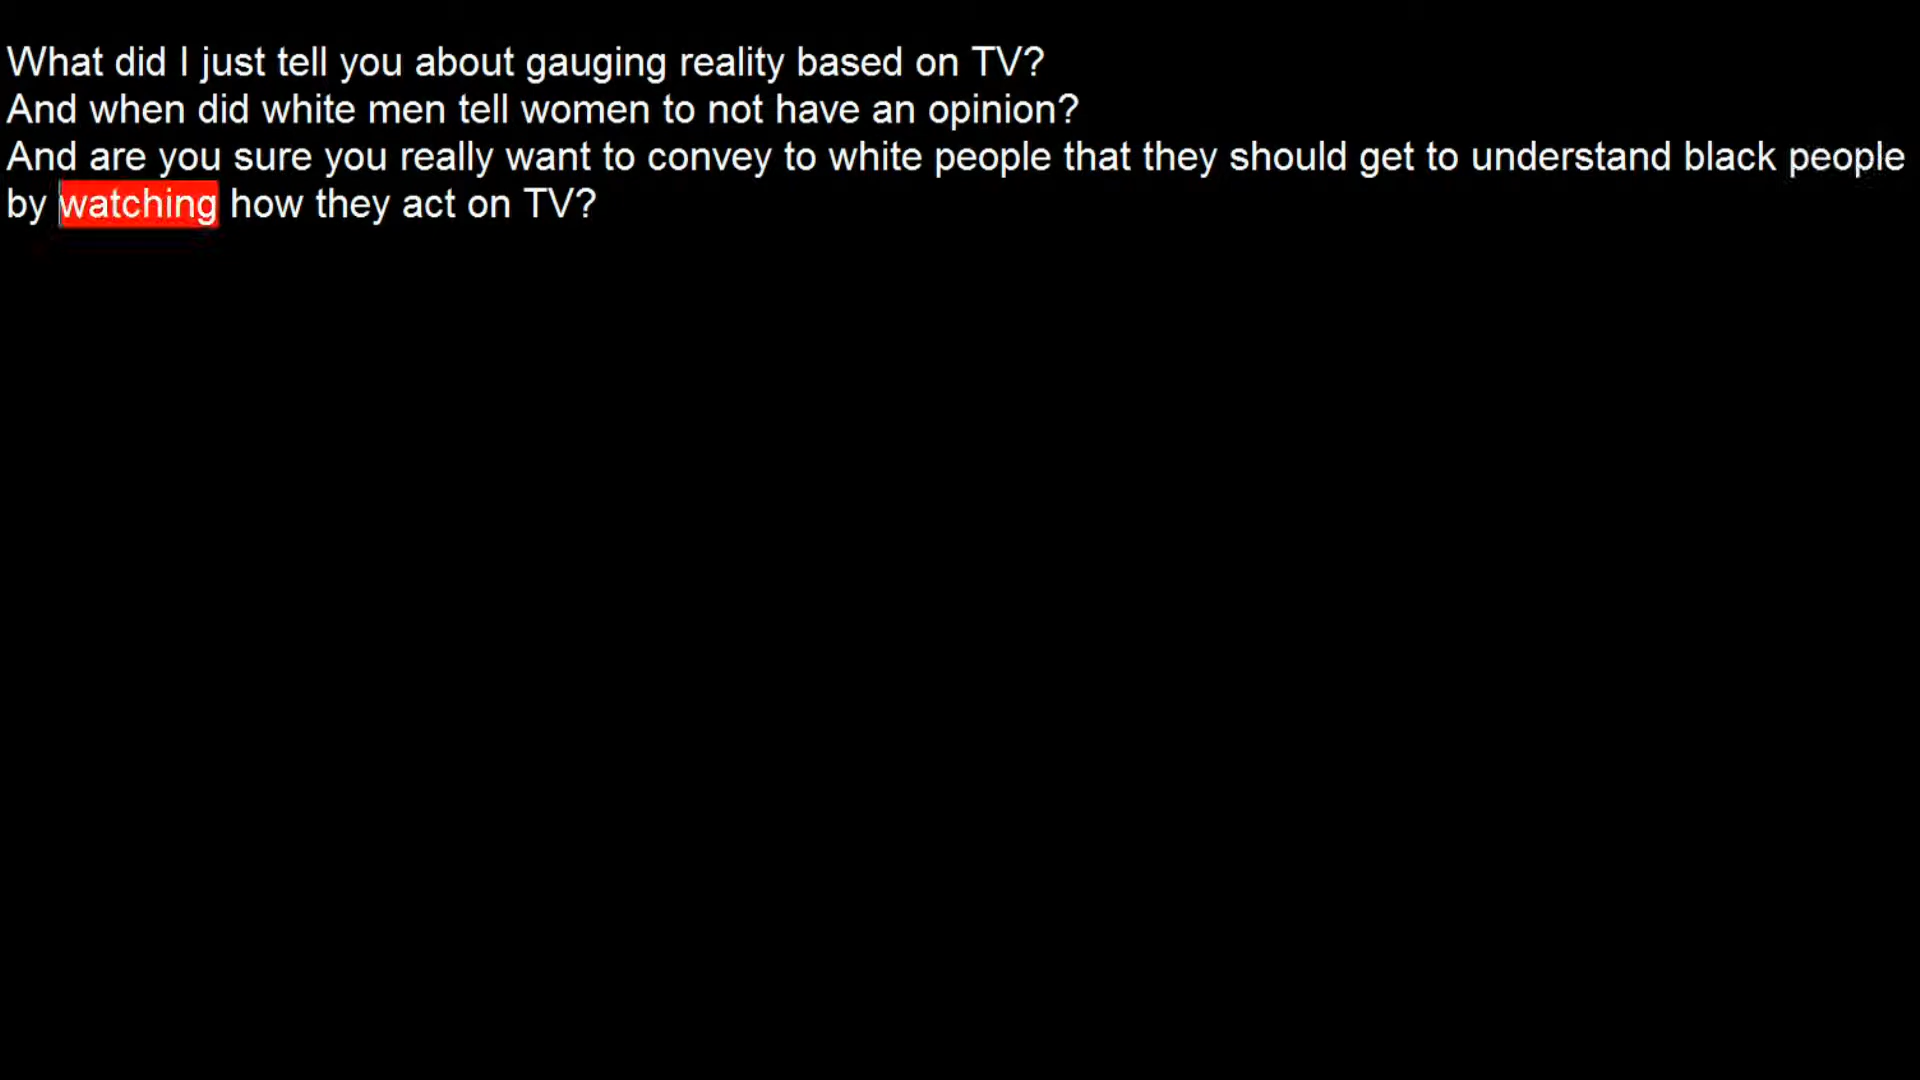 What did I just tell you about gauging reality based on TV?
And when did white men tell women to not have an opinion?
And are you sure you really want to convey to white people that they should get to understand black people
by watching how they act on TV?